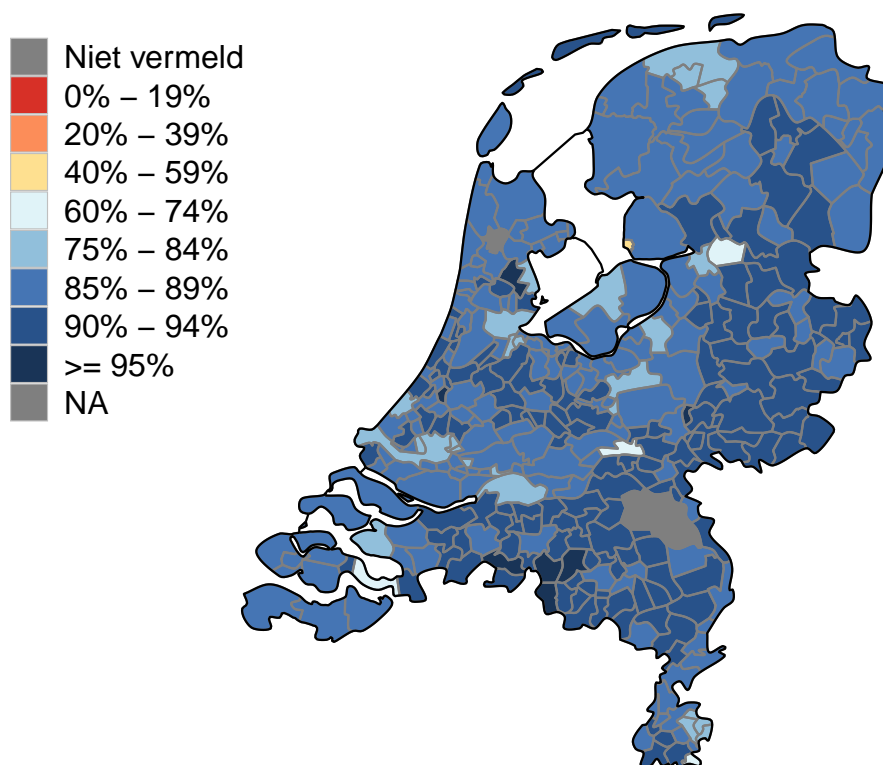 Niet vermeld
0% – 19%
20% – 39%
40% – 59%
60% – 74%
75% – 84%
85% – 89%
90% – 94%
>= 95%
NA